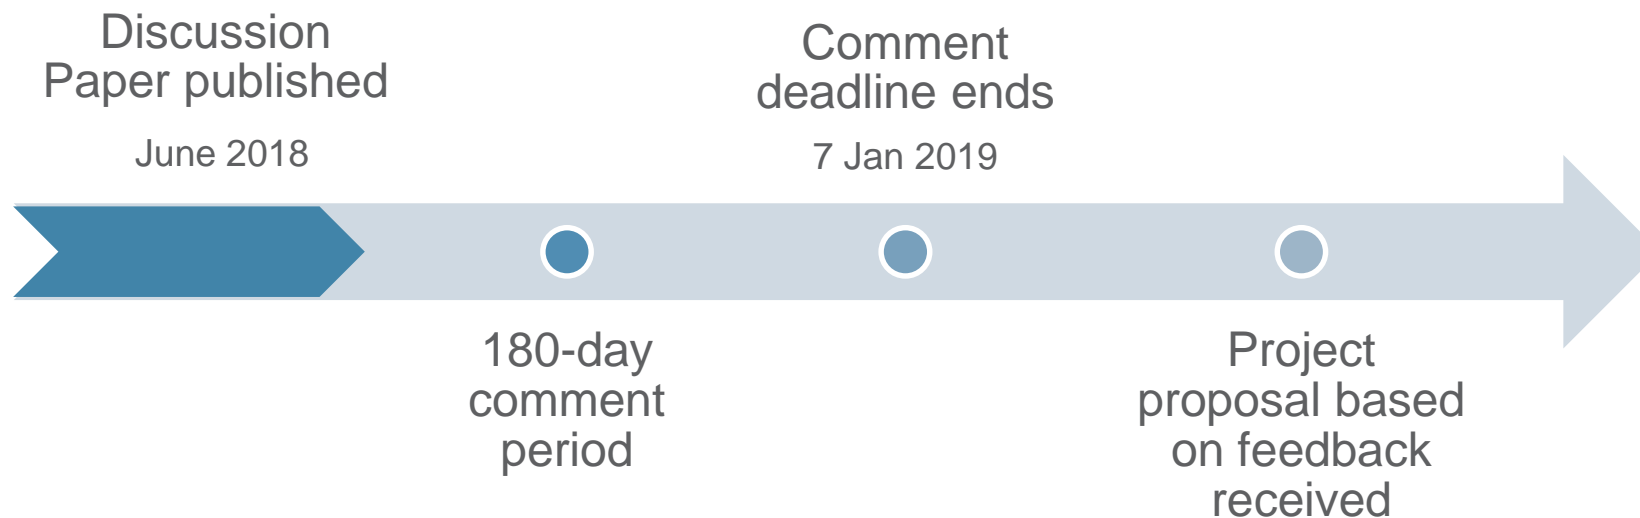 Discussion
Paper published
June 2018
180-day
comment
period
Comment
deadline ends
7 Jan 2019
Project
proposal based
on feedback
received